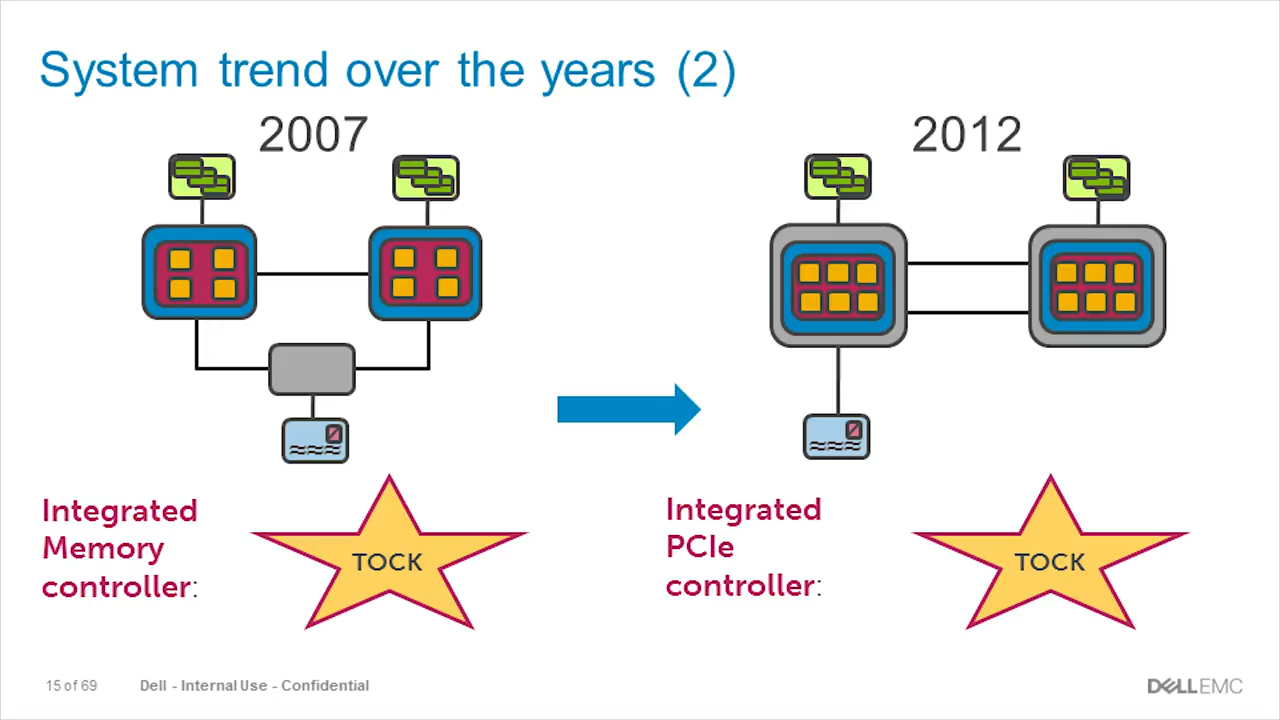 System trend over the years (2)
2007
2012
Integrated
Memory
controller:
TOCK
Integrated
PCIe
controller:
TOCK
15 of 69
Dell - Internal Use - Confidential
DELLEMC